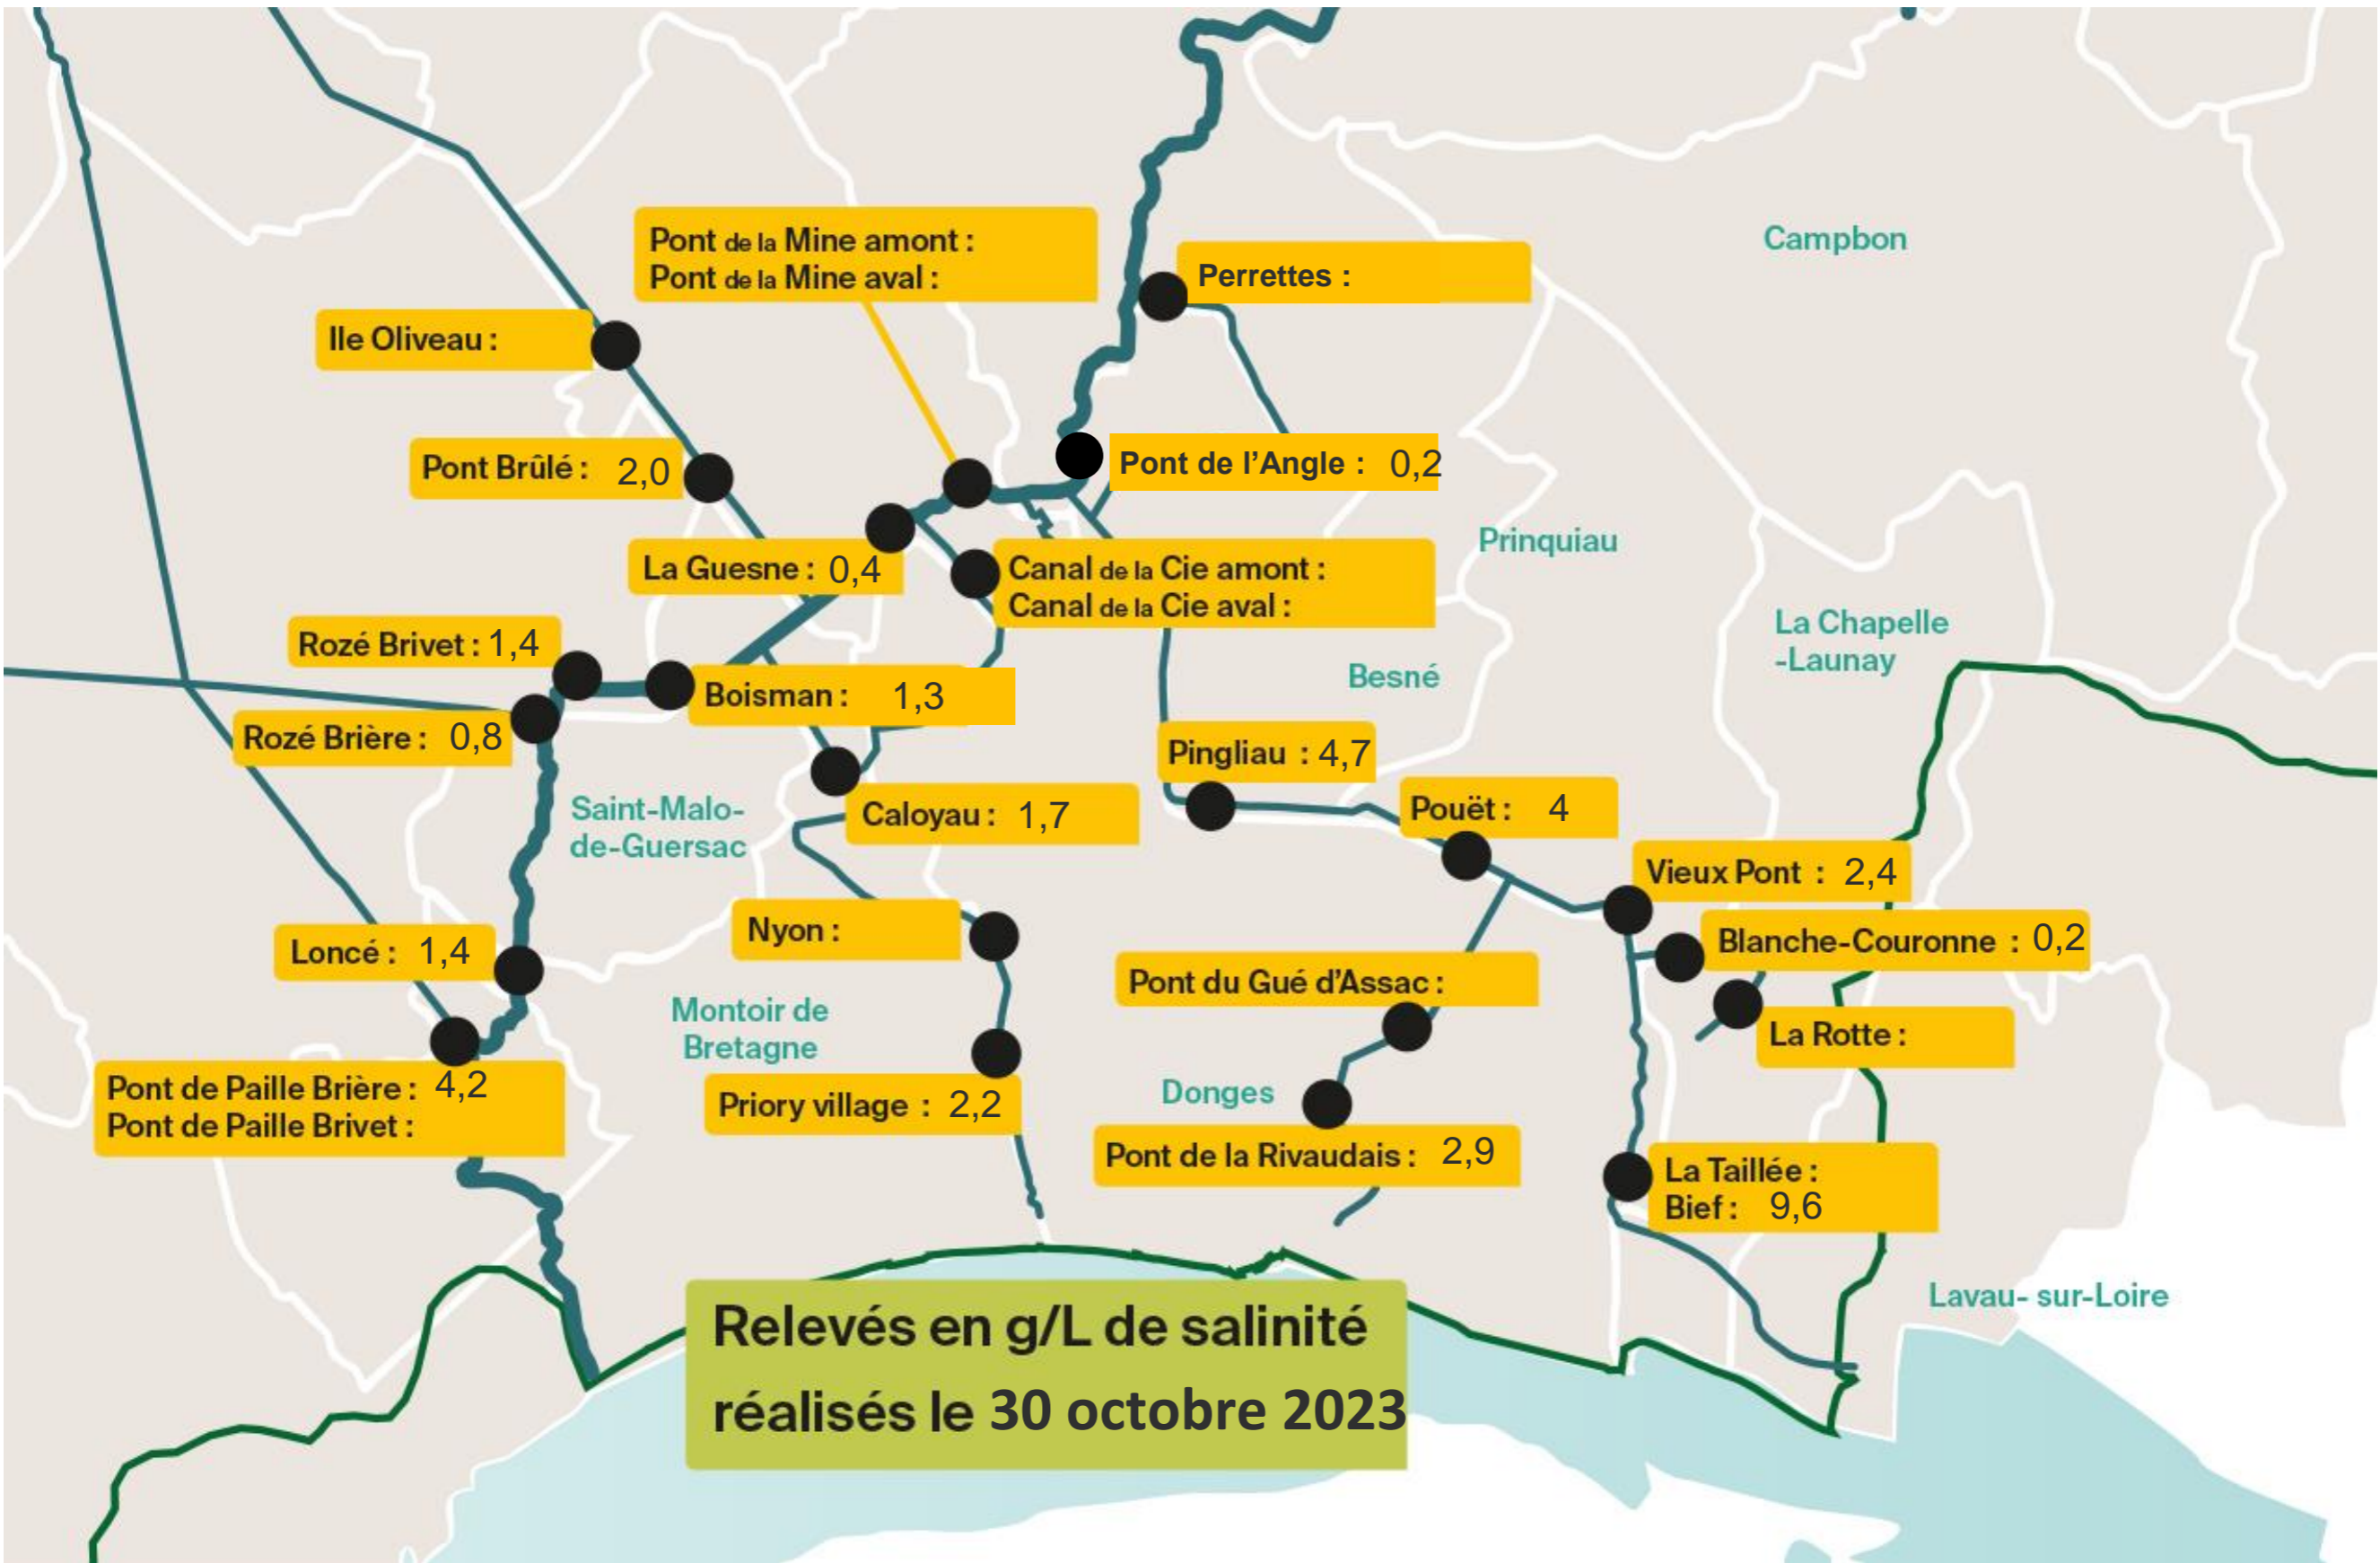 Campbon
Pont de la Mine amont :
Pont de la Mine aval :
Perrettes :
Ile Oliveau :
Pont Brûlé : 2,0
Pont de l'Angle : 0,2
Prinquiau
La Guesne : 0,4
Canal de la Cie amont :
Canal de la Cie aval :
La Chapelle
-Launay
Rozé Brivet : 1,4
Besné
Boisman : 1,3
Rozé Brière : 0,8
Pingliau : 4,7
Saint-Malo-
de-Guersac
Caloyau : 1,7
Pouët : 4
Vieux Pont : 2,4
Nyon :
Blanche-Couronne : 0,2
Loncé : 1,4
Pont du Gué d'Assac :
Montoir de
Bretagne
La Rotte :
Pont de Paille Brière : 4,2
Pont de Paille Brivet :
Priory village : 2,2
Donges
Pont de la Rivaudais : 2,9
La Taillée :
Bief : 9,6
Lavau- sur-Loire
Relevés en g/L de salinité
réalisés le 30 octobre 2023